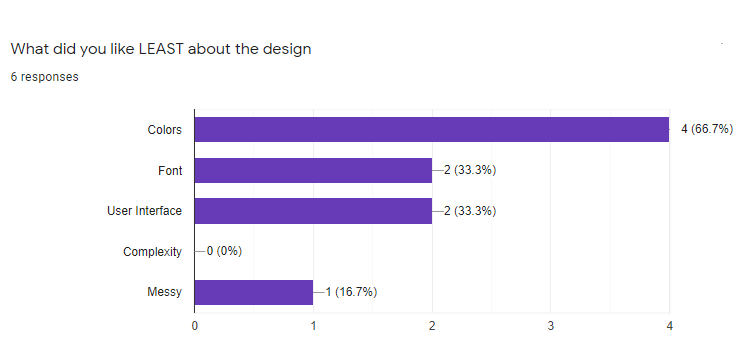 What did you like LEAST about the design
6 responses
Colors 4 (66.7%)
Font 2 (33.3%)
User Interface 2 (33.3%)
Complexity 0 (0%)
Messy 1 (16.7%)
0 1 2 3 4